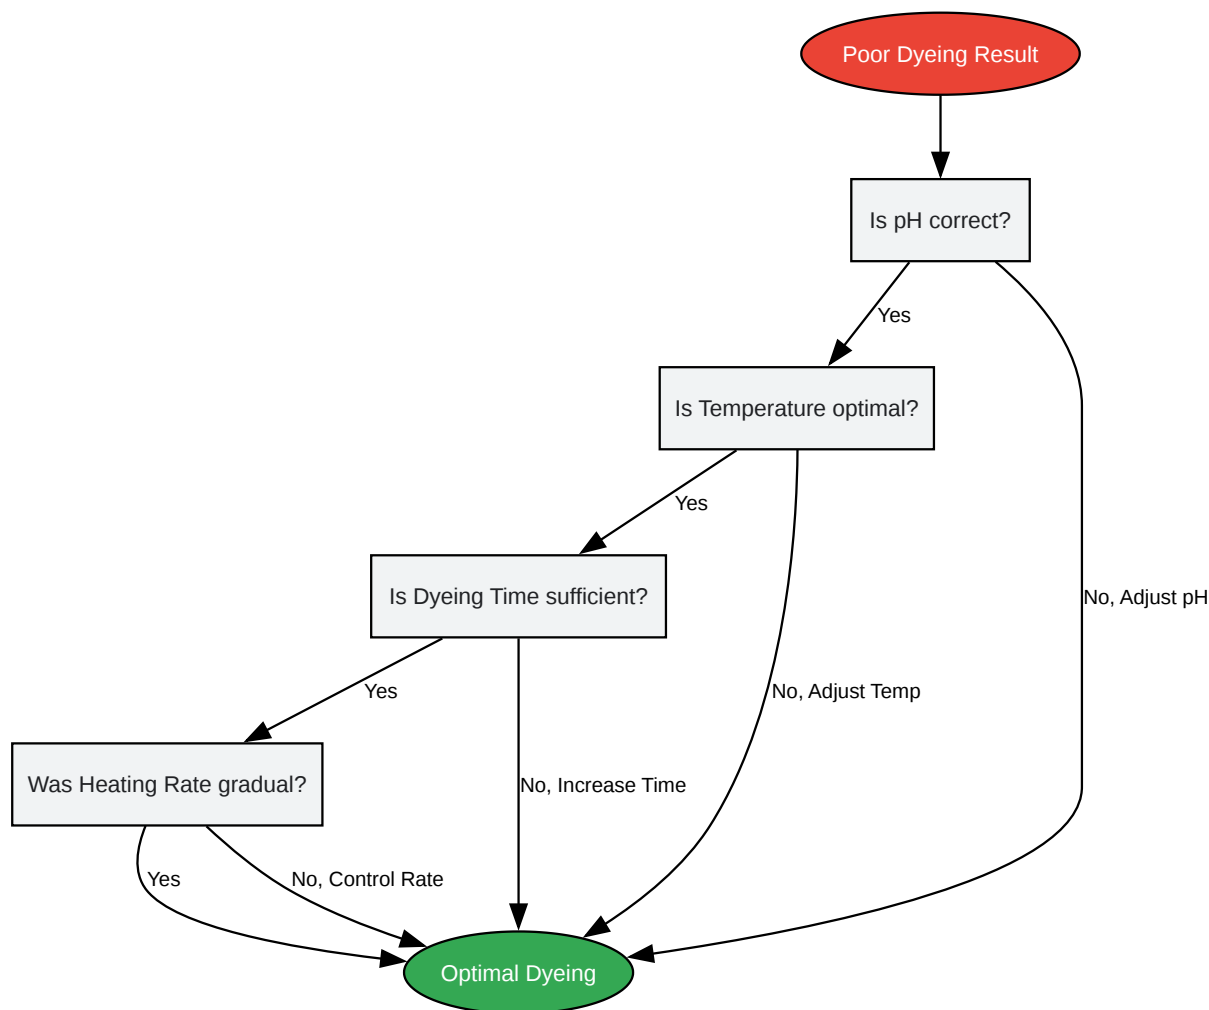 Poor Dyeing Result
Is pH correct?
Yes
Is Temperature optimal?
Yes
Is Dyeing Time sufficient?
No, Adjust pH
Yes
No, Adjust Temp
Was Heating Rate gradual?
No, Increase Time
Yes
No, Control Rate
Optimal Dyeing